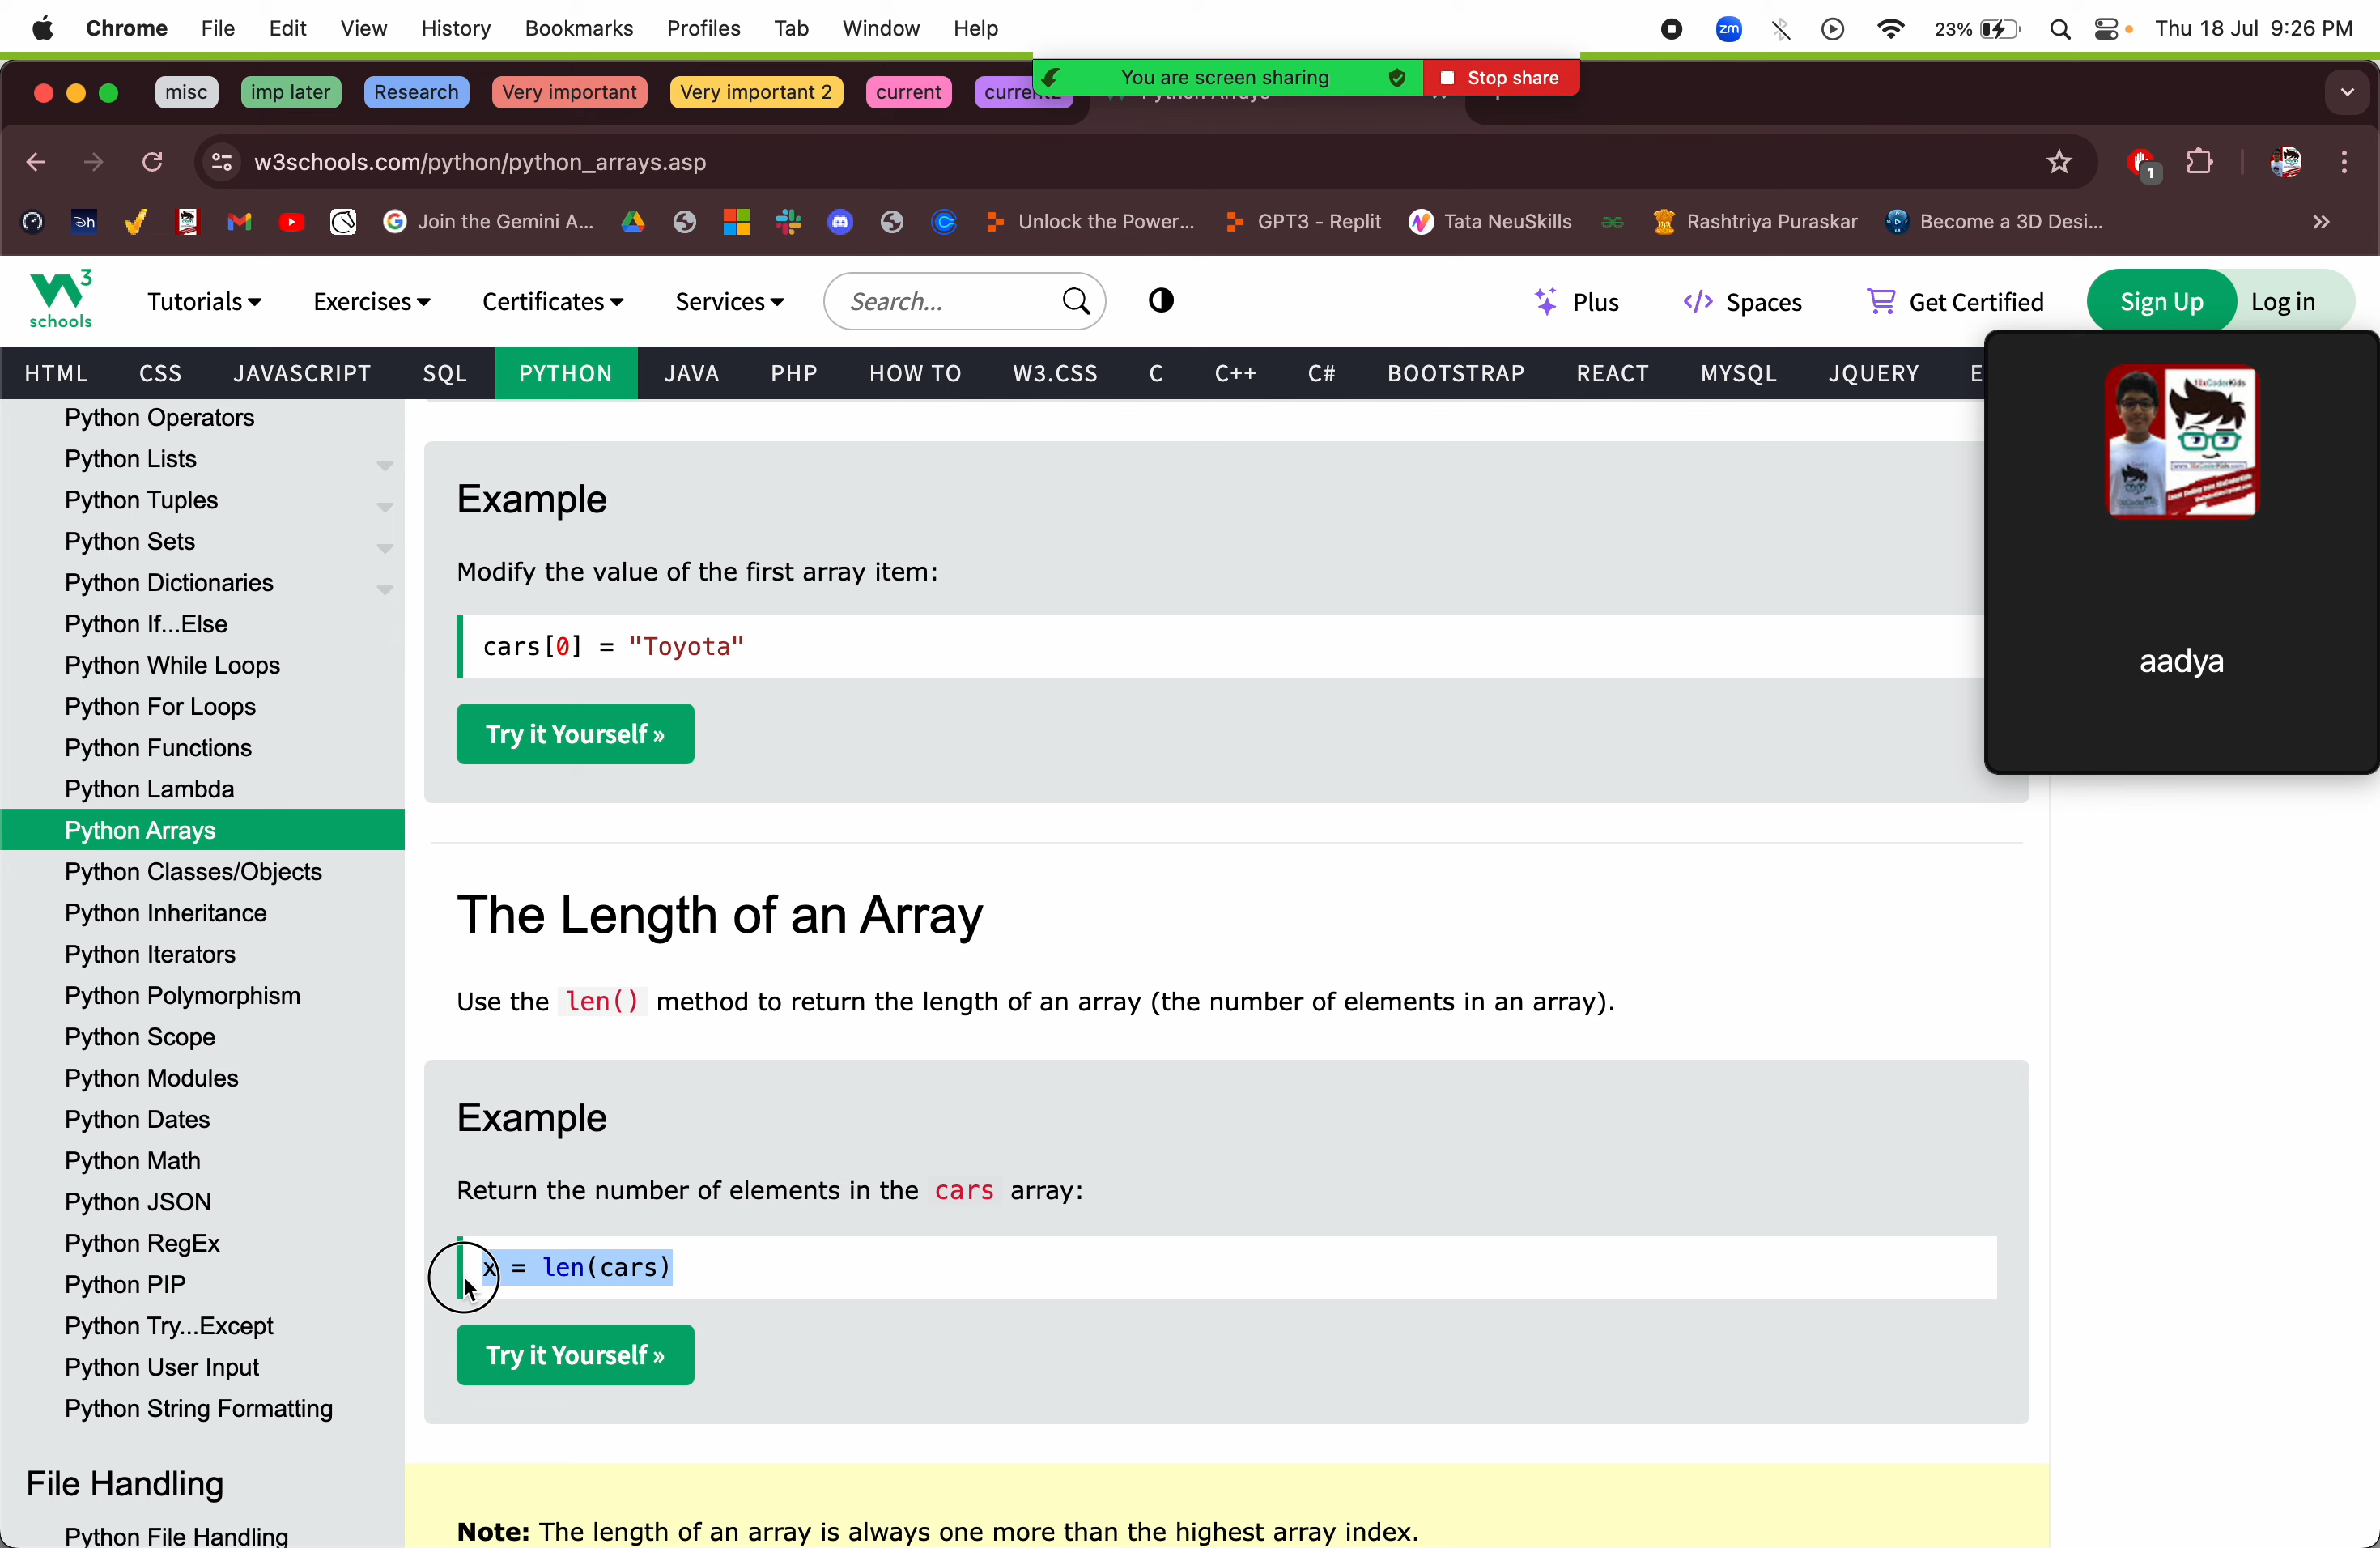 Chrome File Edit View History Bookmarks Profiles Tab Window Help zm 23% Thu 18 Jul 9:26 PM
You are screen sharing Stop share
misc imp later Research Very important Very important 2 current
w3schools.com/python/python_arrays.asp 1
Join the Gemini A... Unlock the Power... GPT3 - Replit Tata NeuSkills Rashtriya Puraskar Become a 3D Desi...
W3 schools Tutorials Exercises Certificates Services Search... Plus Spaces Get Certified Sign Up Log in
HTML CSS JAVASCRIPT SQL PYTHON JAVA PHP HOW TO W3.CSS C C++ C# BOOTSTRAP REACT MYSQL JQUERY E
Python Operators
Python Lists
Python Tuples
Python Sets
Python Dictionaries
Python If...Else
Python While Loops
Python For Loops
Python Functions
Python Lambda
Python Arrays
Python Classes/Objects
Python Inheritance
Python Iterators
Python Polymorphism
Python Scope
Python Modules
Python Dates
Python Math
Python JSON
Python RegEx
Python PIP
Python Try...Except
Python User Input
Python String Formatting
File Handling
Python File Handling
Example
Modify the value of the first array item:
cars[0] = "Toyota"
Try it Yourself »
The Length of an Array
Use the len() method to return the length of an array (the number of elements in an array).
Example
Return the number of elements in the cars array:
x = len(cars)
Try it Yourself »
Note: The length of an array is always one more than the highest array index.
aadya